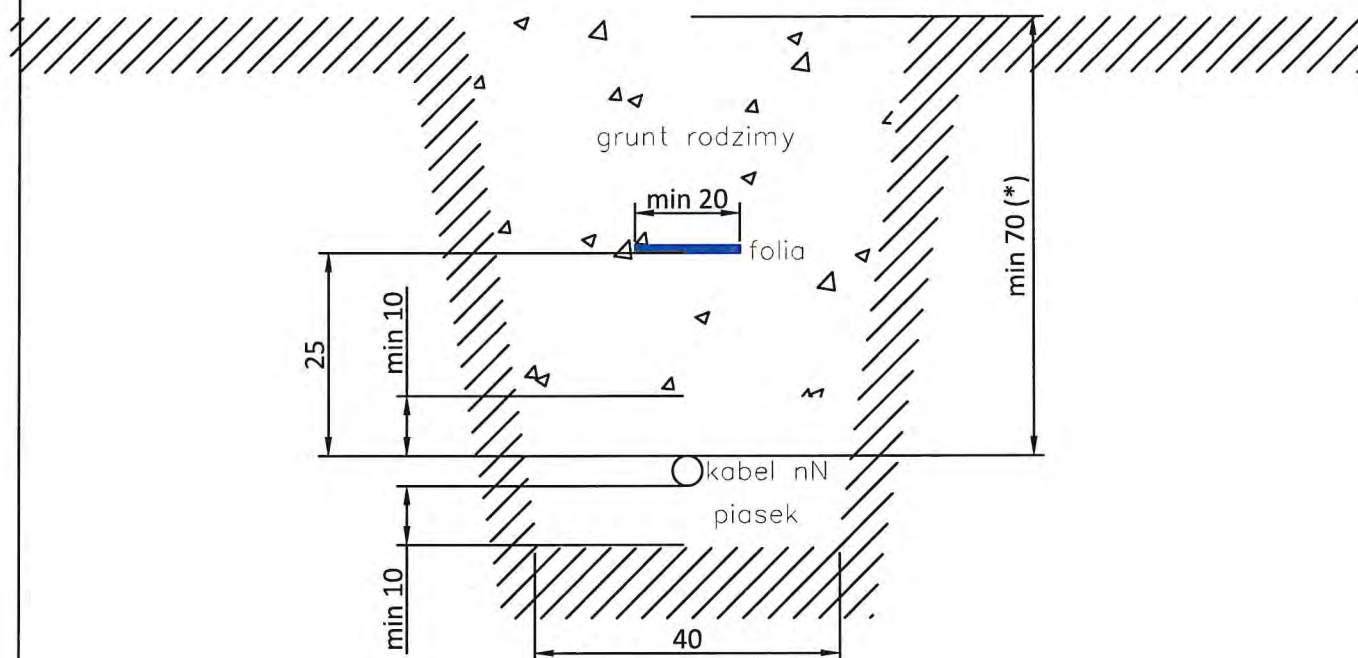 grunt rodzimy
min 20
folia
min 70 (*)
25
min 10
kabel nN
piasek
min 10
40